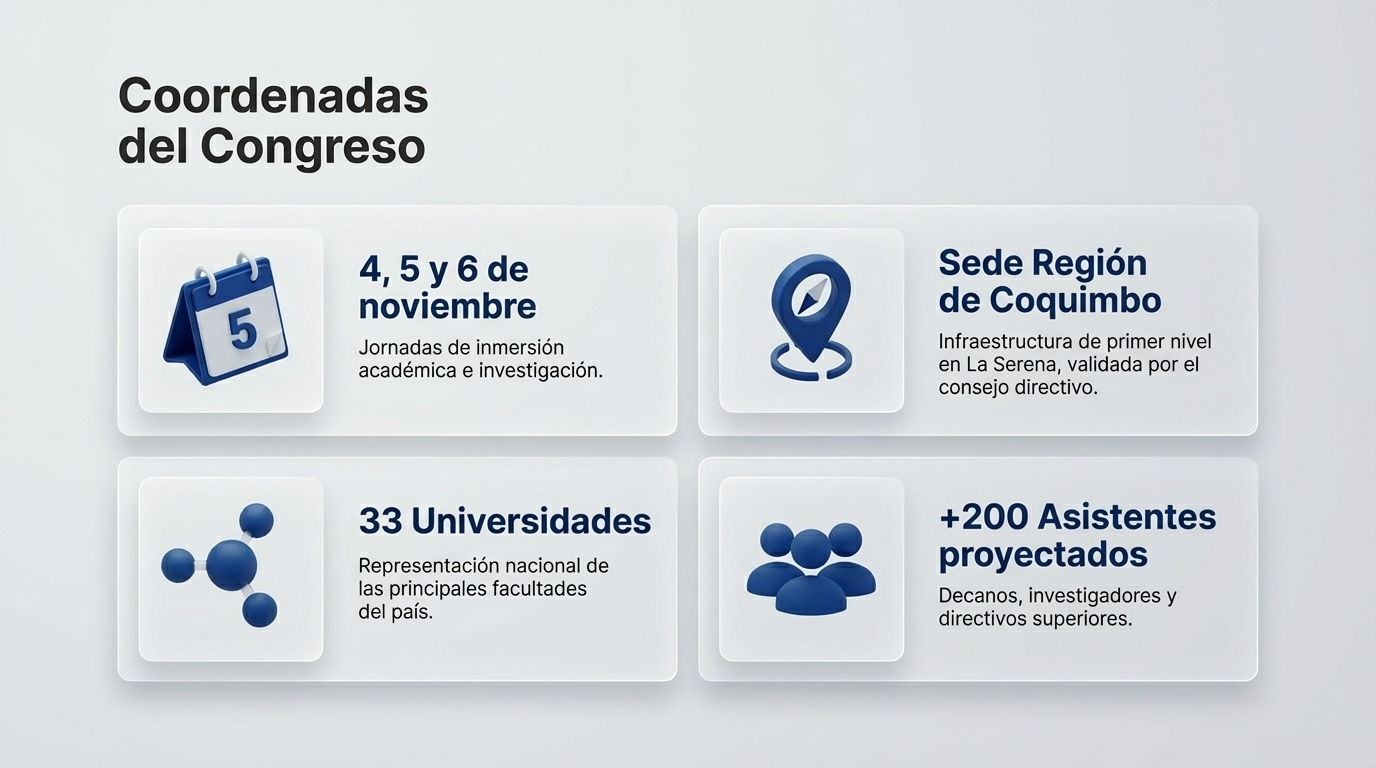 Coordenadas
del Congreso
5
4, 5 y 6 de
noviembre
Jornadas de inmersión
académica e investigación.
Sede Región
de Coquimbo
Infraestructura de primer nivel
en La Serena, validada por el
consejo directivo.
33 Universidades
Representación nacional de
las principales facultades
del país.
+200 Asistentes
proyectados
Decanos, investigadores y
directivos superiores.